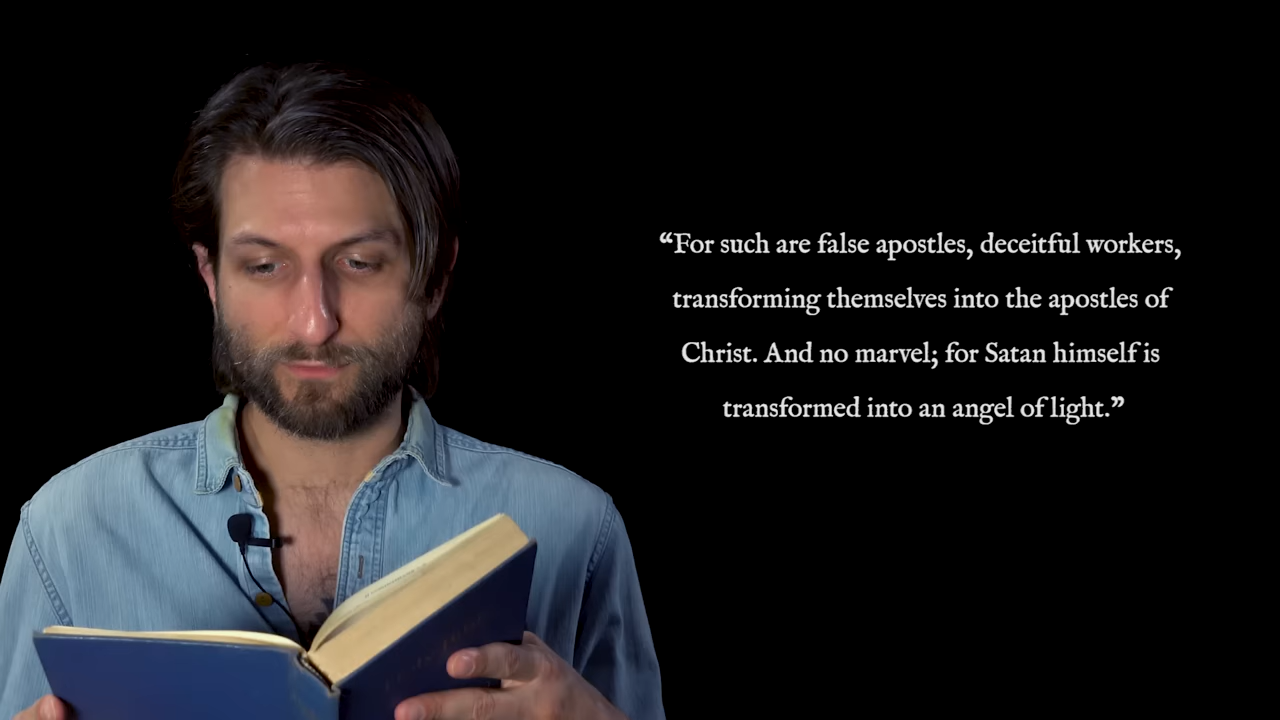 “For such are false apostles, deceitful workers,
transforming themselves into the apostles of
Christ. And no marvel; for Satan himself is
transformed into an angel of light.”